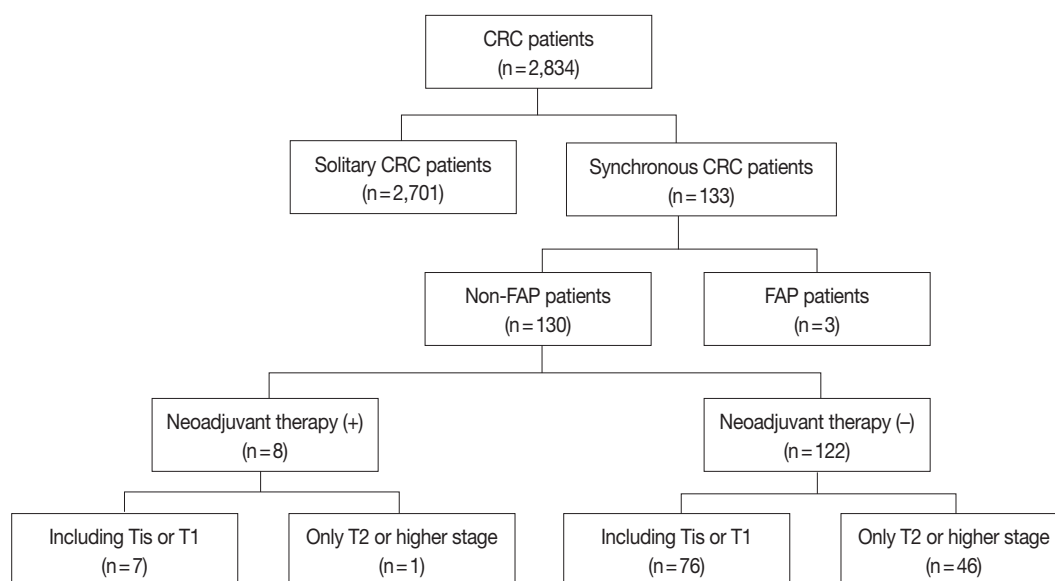 CRC patients
(n=2,834)
Solitary CRC patients
(n=2,701)
Synchronous CRC patients
(n=133)
Non-FAP patients
(n=130)
FAP patients
(n=3)
Neoadjuvant therapy (+)
(n=8)
Neoadjuvant therapy (–)
(n=122)
Including Tis or T1
(n=7)
Only T2 or higher stage
(n=1)
Including Tis or T1
(n=76)
Only T2 or higher stage
(n=46)